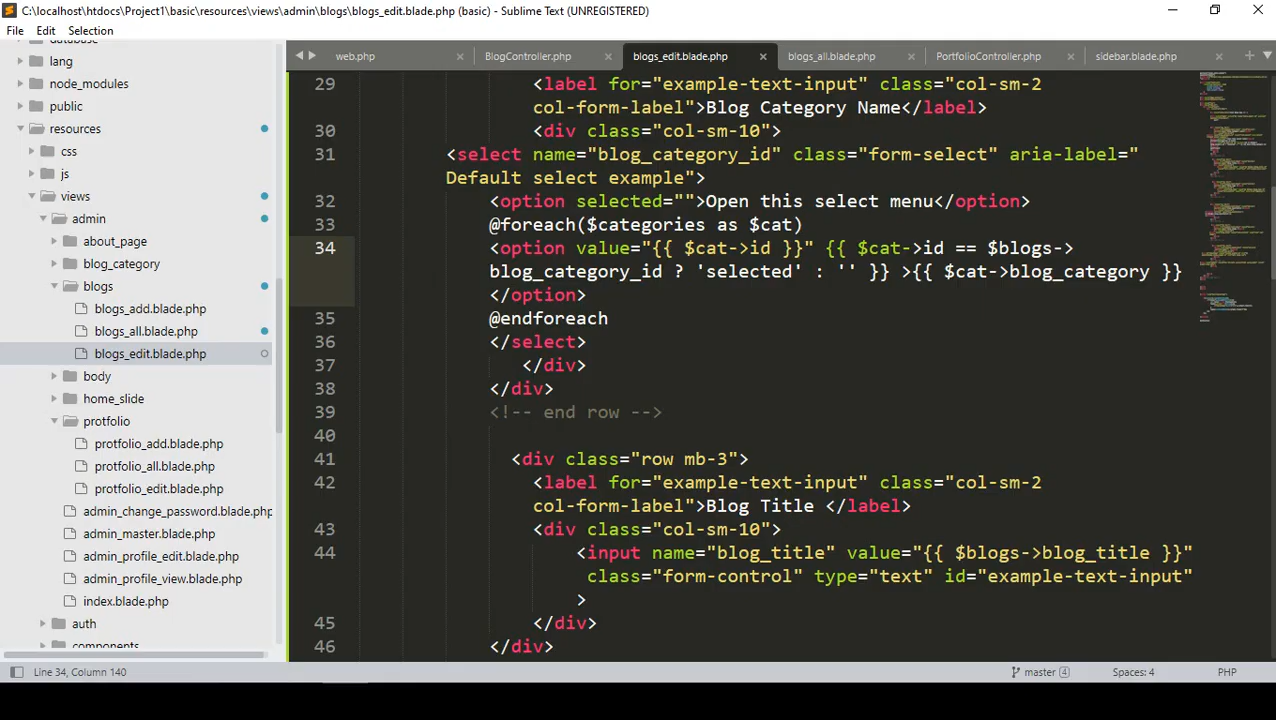 C:\localhost\htdocs\Project1\basic\resources\views\admin\blogs\blogs_edit.blade.php (basic) - Sublime Text (UNREGISTERED)
File Edit Selection
lang
node_modules
public
resources
css
js
views
admin
about_page
blog_category
blogs
blogs_add.blade.php
blogs_all.blade.php
blogs_edit.blade.php
body
home_slide
protfolio
protfolio_add.blade.php
protfolio_all.blade.php
protfolio_edit.blade.php
admin_change_password.blade.php
admin_master.blade.php
admin_profile_edit.blade.php
admin_profile_view.blade.php
index.blade.php
auth
components
web.php BlogController.php blogs_edit.blade.php blogs_all.blade.php PortfolioController.php sidebar.blade.php
29 <label for="example-text-input" class="col-sm-2
col-form-label">Blog Category Name</label>
30 <div class="col-sm-10">
31 <select name="blog_category_id" class="form-select" aria-label="
Default select example">
32 <option selected="">Open this select menu</option>
33 @foreach($categories as $cat)
34 <option value="{{ $cat->id }}" {{ $cat->id == $blogs->
blog_category_id ? 'selected' : '' }} >{{ $cat->blog_category }}
</option>
35 @endforeach
36 </select>
37 </div>
38 </div>
39 <!-- end row -->
40
41 <div class="row mb-3">
42 <label for="example-text-input" class="col-sm-2
col-form-label">Blog Title </label>
43 <div class="col-sm-10">
44 <input name="blog_title" value="{{ $blogs->blog_title }}"
class="form-control" type="text" id="example-text-input"
>
45 </div>
46 </div>
Line 34, Column 140 master 4 Spaces: 4 PHP